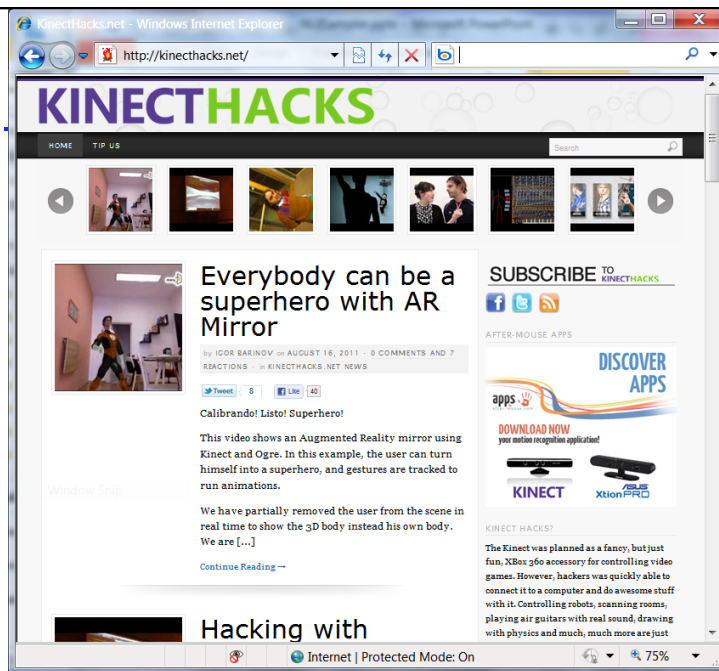 KinectHacks.net - Windows Internet Explorer
http://kinecthacks.net/
KINECTHACKS
HOME TIP US
Search
Everybody can be a
superhero with AR
Mirror
by IGOR BARINOV on AUGUST 16, 2011 · 0 COMMENTS AND 7
REACTIONS · in KINECTHACKS.NET NEWS
Tweet 8 Like 40
Calibrando! Listo! Superhero!
This video shows an Augmented Reality mirror using
Kinect and Ogre. In this example, the user can turn
himself into a superhero, and gestures are tracked to
run animations.
We have partially removed the user from the scene in
real time to show the 3D body instead his own body.
We are [...]
Continue Reading →
Window Snip
Hacking with
SUBSCRIBE TO
KINECTHACKS
AFTER-MOUSE APPS
DISCOVER
APPS
apps
after-mouse.com
DOWNLOAD NOW
your motion recognition application!
KINECT
ASUS
Xtion PRO
KINECT HACKS?
The Kinect was planned as a fancy, but just
fun, XBox 360 accessory for controlling video
games. However, hackers was quickly able to
connect it to a computer and do awesome stuff
with it. Controlling robots, scanning rooms,
playing air guitars with real sound, drawing
with physics and much, much more are just
Internet | Protected Mode: On
75%